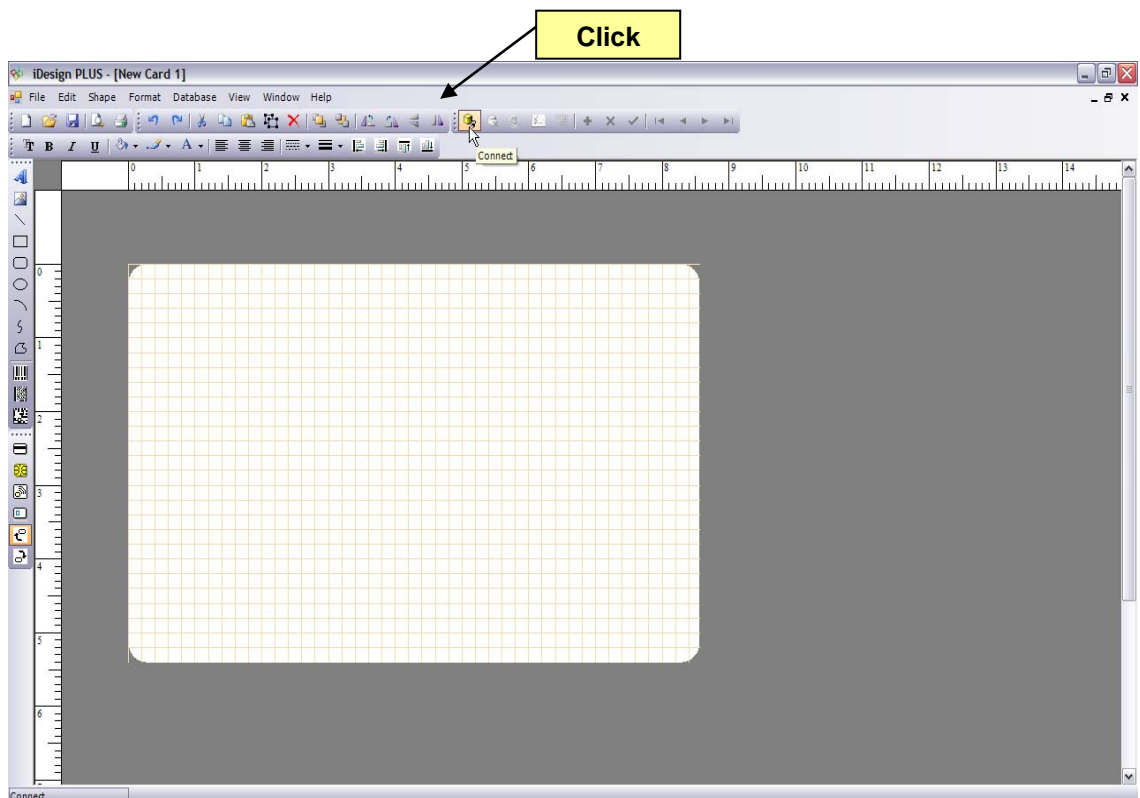 Click
iDesign PLUS - [New Card 1]
File Edit Shape Format Database View Window Help
B I U A
Connect
0 1 2 3 4 5 6 7 8 9 10 11 12 13 14
A
0
1
2
3
4
5
6
Connect